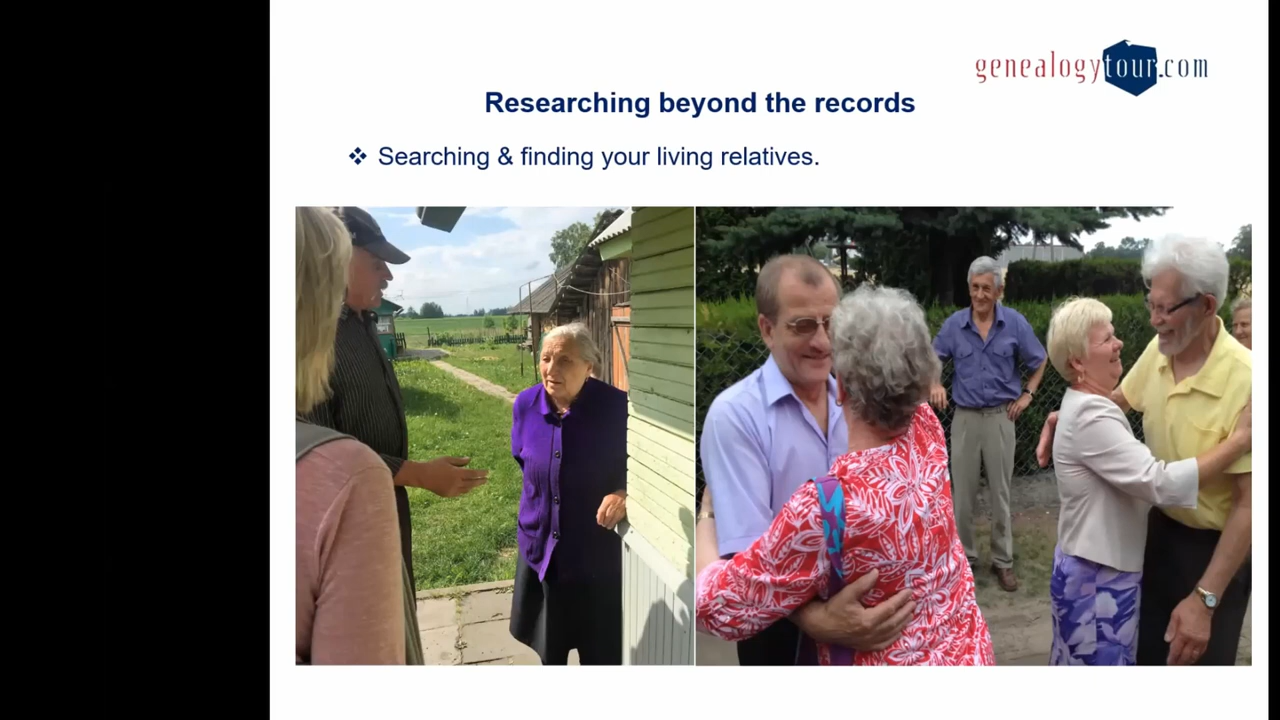 genealogytour.com
Researching beyond the records
❖ Searching & finding your living relatives.